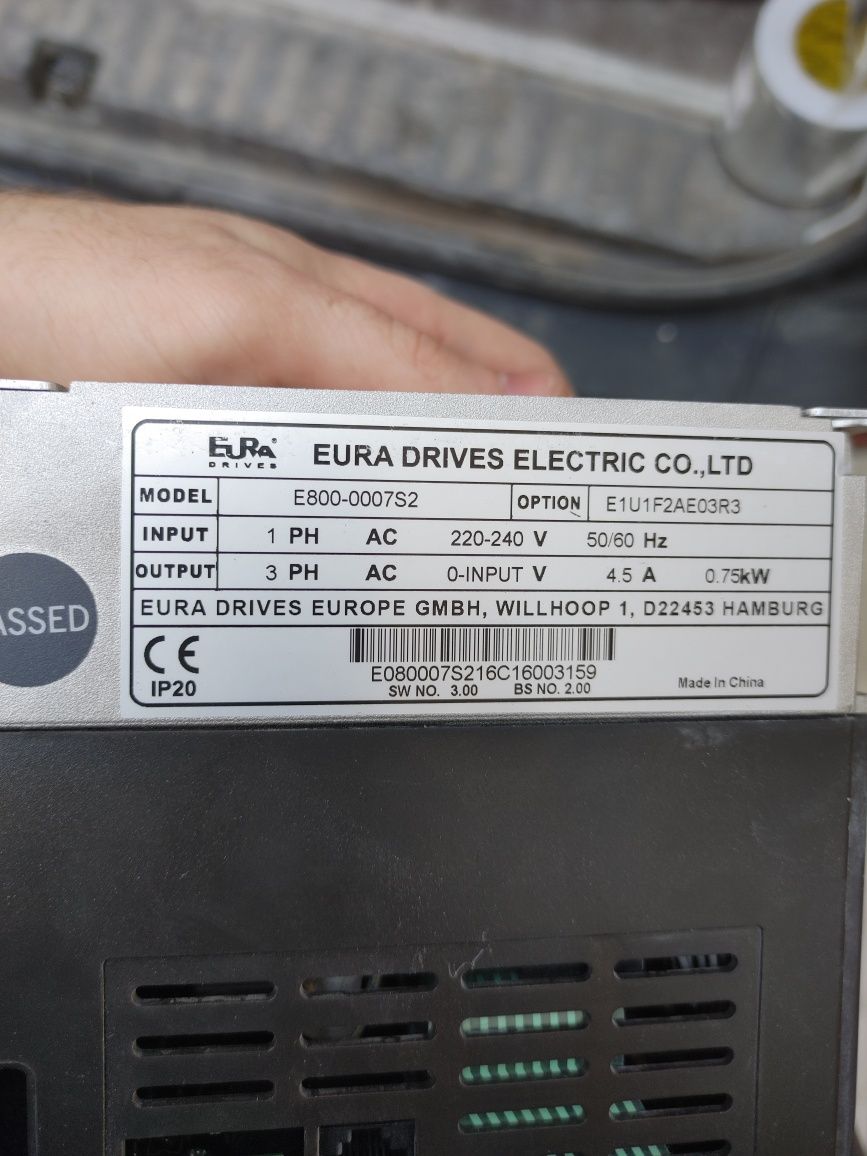 EURA DRIVES ELECTRIC CO.,LTD
EURA®
DRIVES
MODEL E800-0007S2 OPTION E1U1F2AE03R3
INPUT 1 PH AC 220-240 V 50/60 Hz
OUTPUT 3 PH AC 0-INPUT V 4.5 A 0.75kW
EURA DRIVES EUROPE GMBH, WILLHOOP 1, D22453 HAMBURG
ASSED
CE
IP20
E080007S216C16003159
SW NO. 3.00 BS NO. 2.00
Made In China